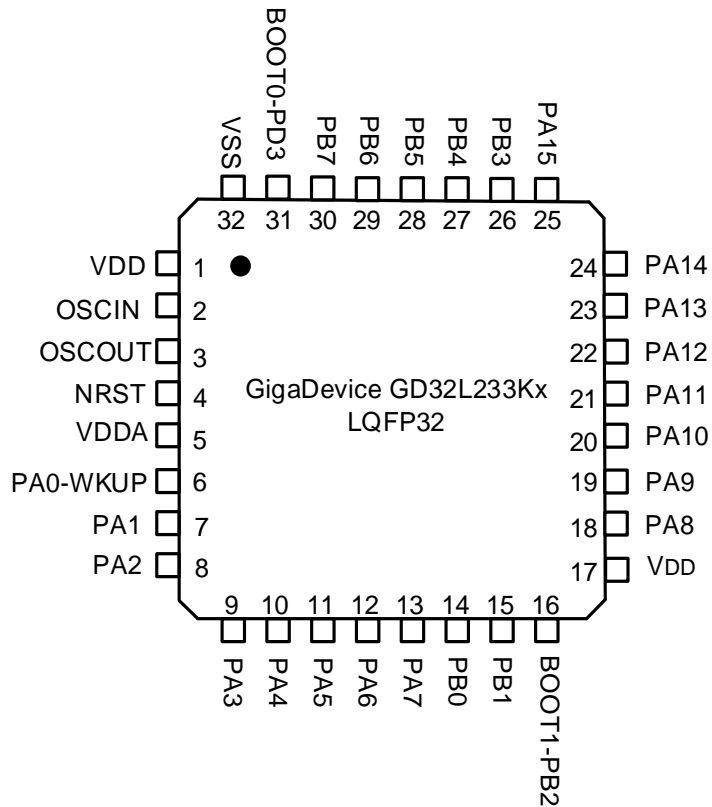 BOOT0-PD3
VSS
PB7
PB6
PB5
PB4
PB3
PA15
32 31 30 29 28 27 26 25
VDD 1
OSCIN 2
OSCOUT 3
NRST 4
VDDA 5
PA0-WKUP 6
PA1 7
PA2 8
GigaDevice GD32L233Kx
LQFP32
24 PA14
23 PA13
22 PA12
21 PA11
20 PA10
19 PA9
18 PA8
17 VDD
9 10 11 12 13 14 15 16
PA3
PA4
PA5
PA6
PA7
PB0
PB1
BOOT1-PB2